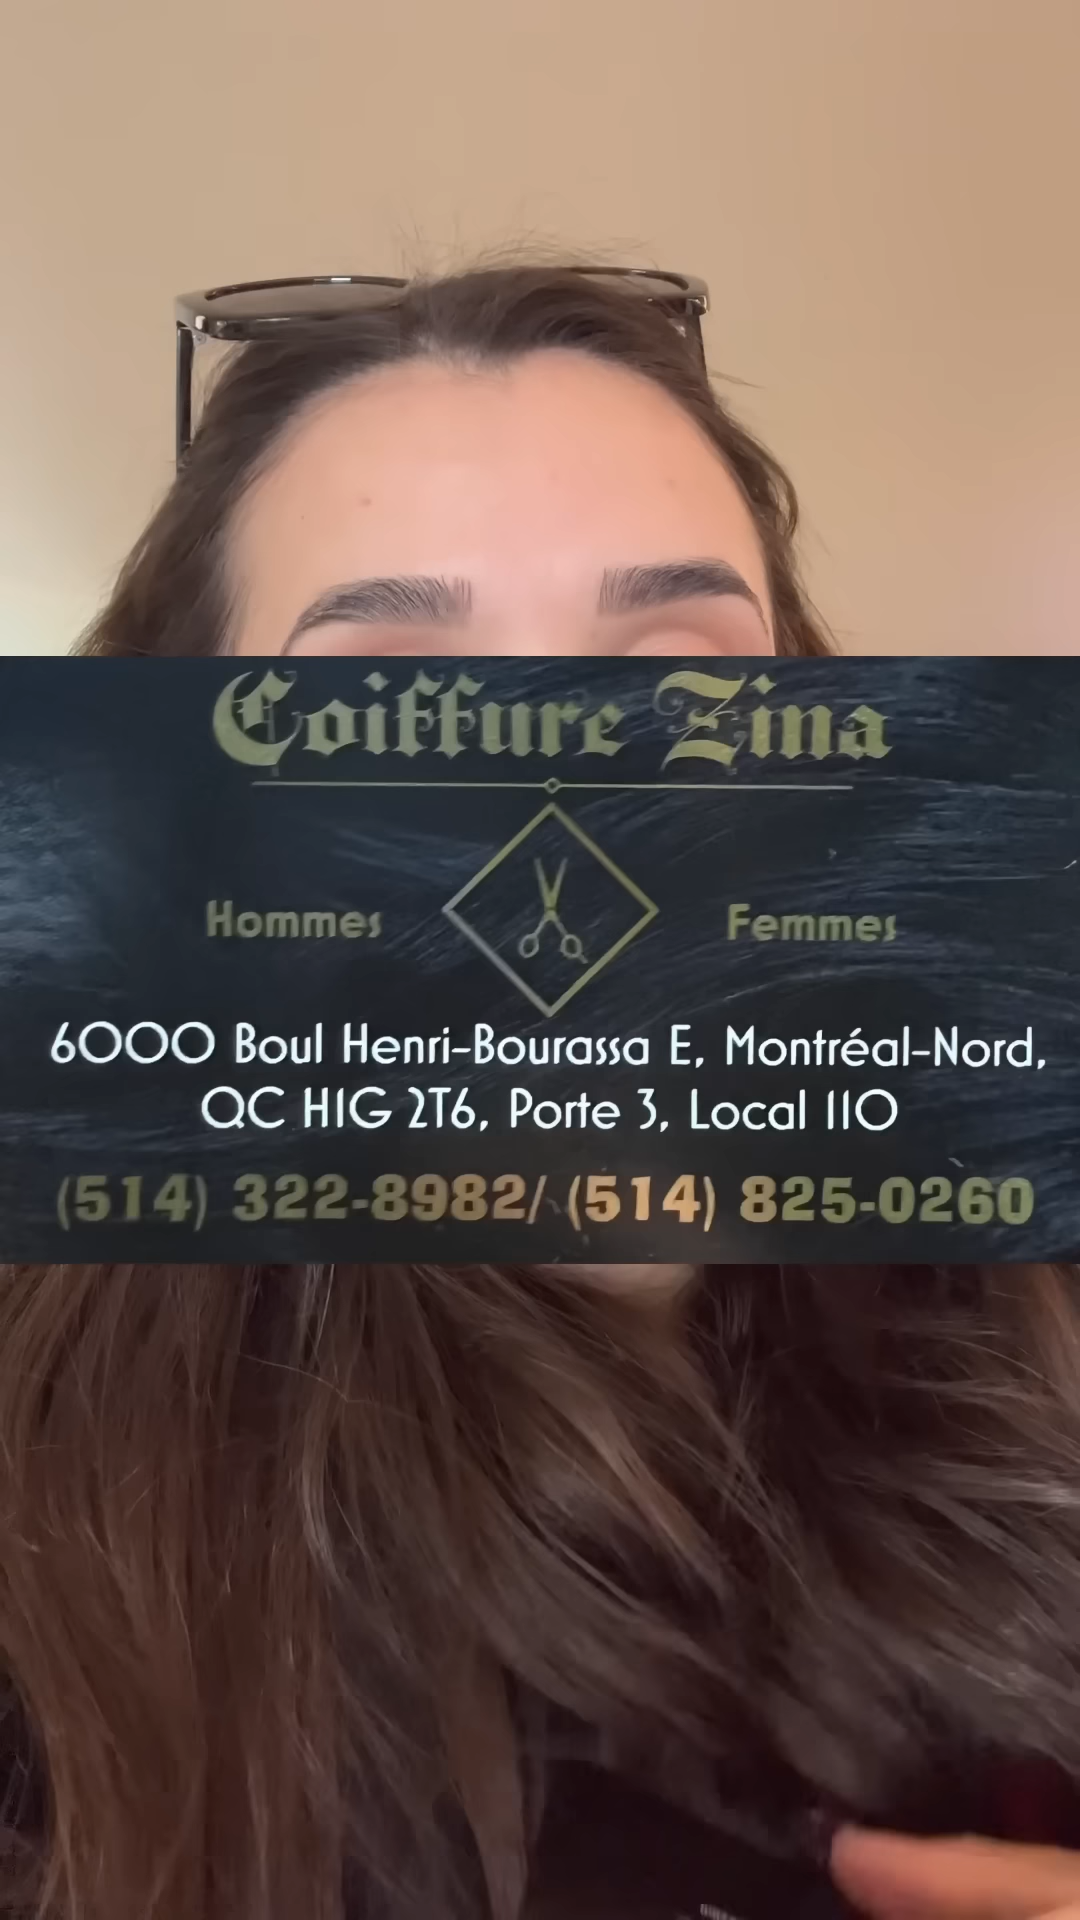 Coiffure Zina
Hommes
Femmes
6000 Boul Henri-Bourassa E, Montréal-Nord,
QC H1G 2T6, Porte 3, Local 110
(514) 322-8982/ (514) 825-0260